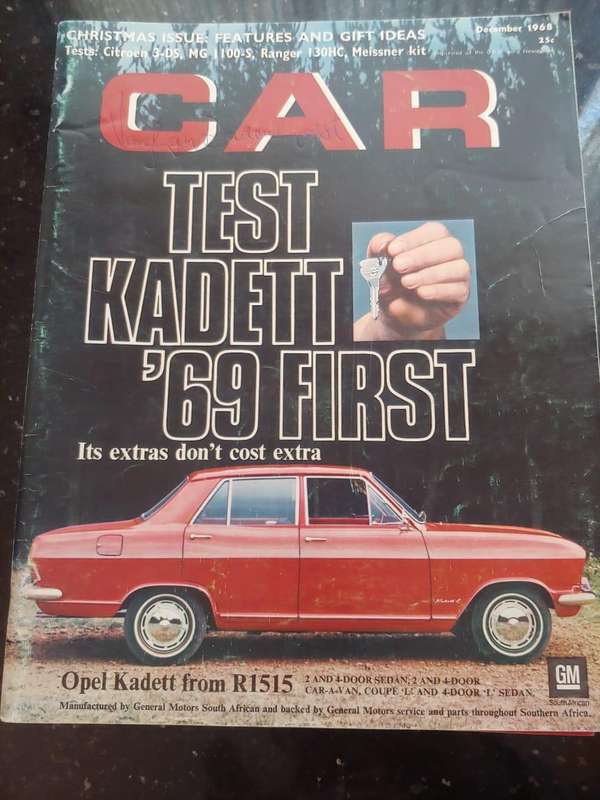 CHRISTMAS ISSUE: FEATURES AND GIFT IDEAS
December 1968
Tests: Citroen 3-DS, MG 1100-S, Ranger 130HC, Meissner kit
25c
CAR
TEST
KADETT
'69 FIRST
Its extras don't cost extra
Kadett L
Opel Kadett from R1515
2 AND 4-DOOR SEDAN, 2 AND 4-DOOR
CAR-A-VAN, COUPE 'L' AND 4-DOOR 'L' SEDAN.
GM
South African
Manufactured by General Motors South African and backed by General Motors service and parts throughout Southern Africa.